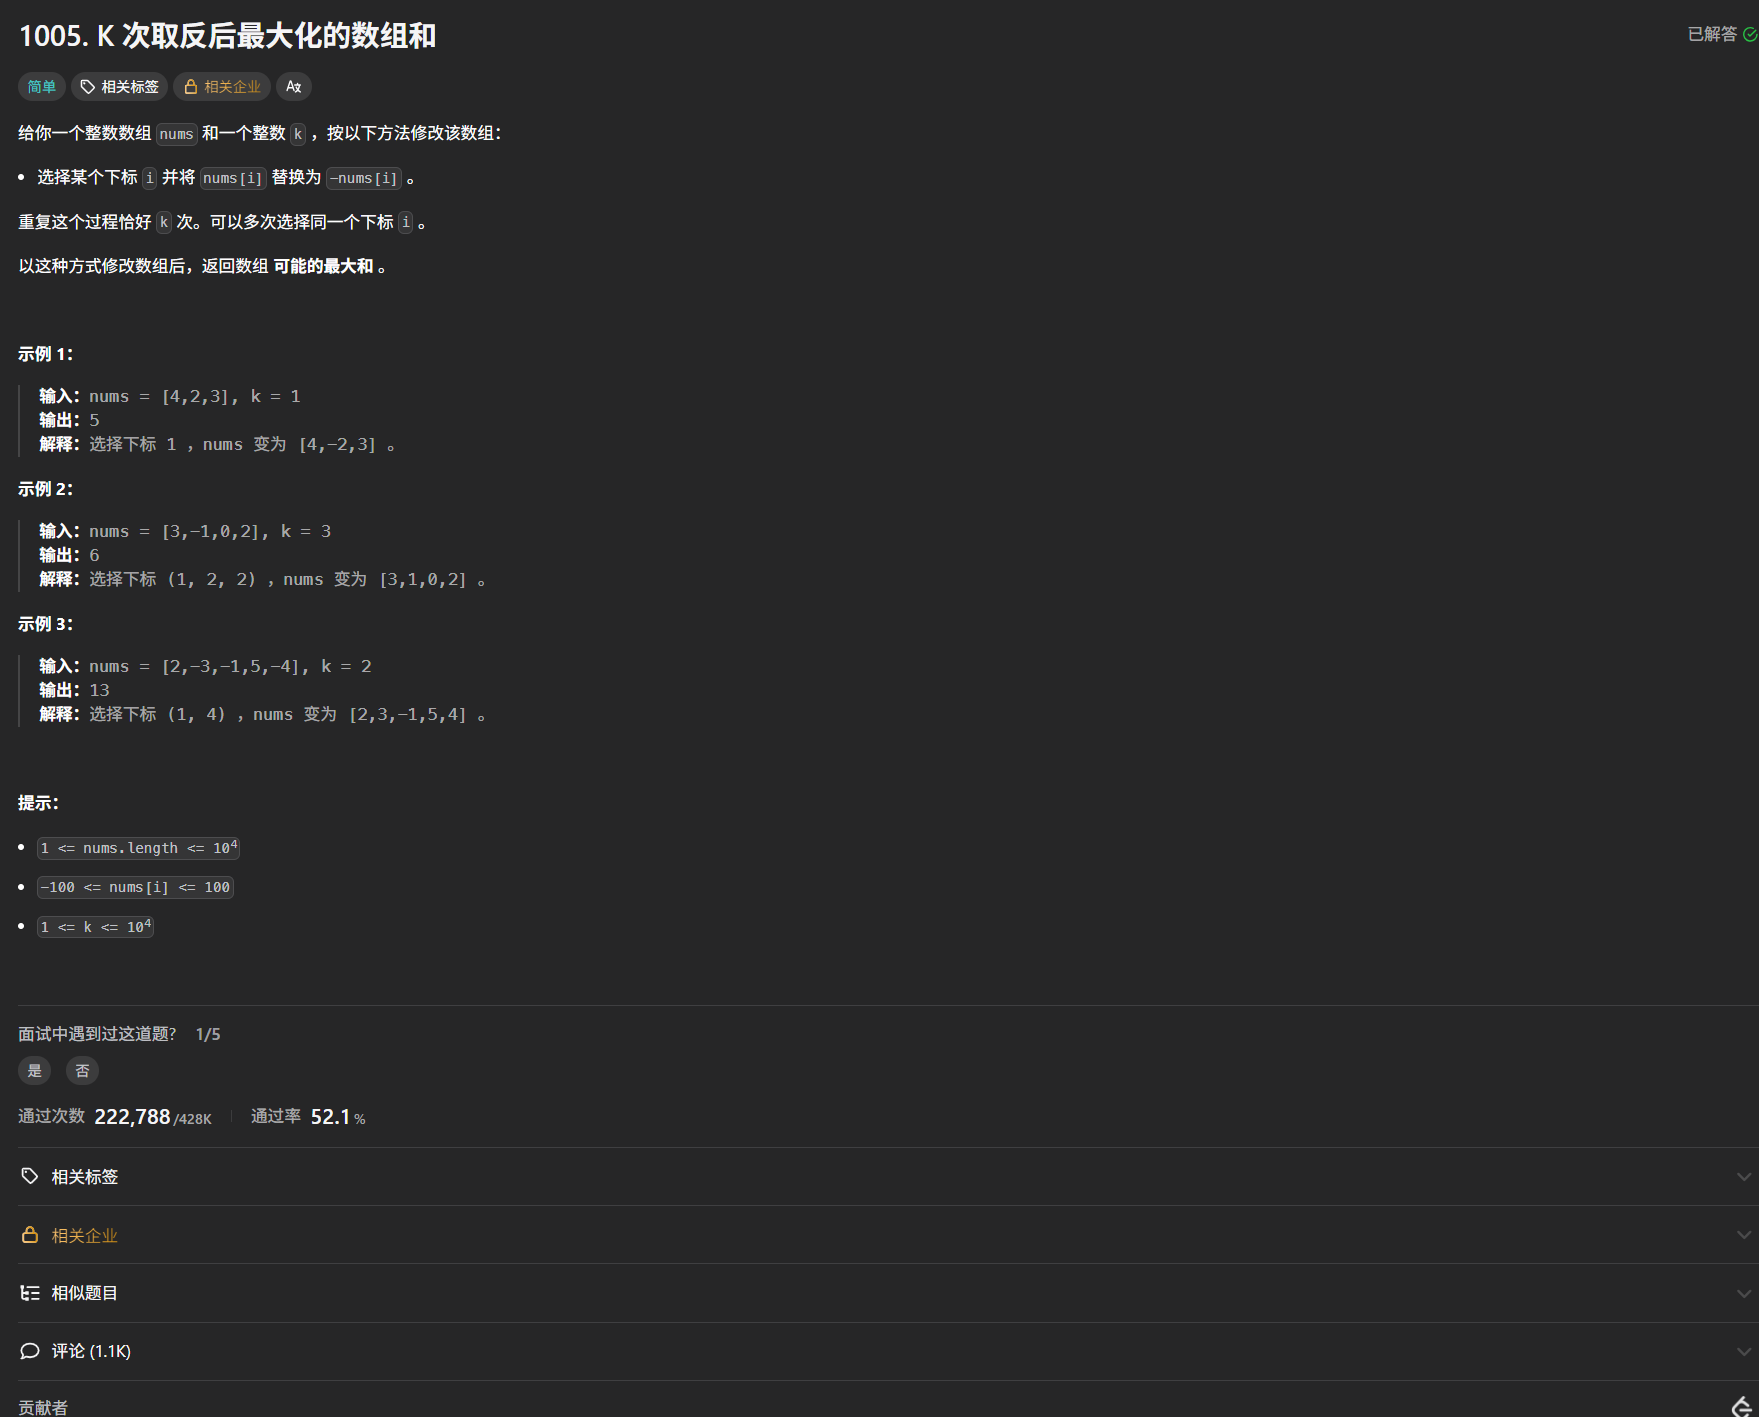 1005. K 次取反后最大化的数组和
已解答
简单 相关标签 相关企业
给你一个整数数组 nums 和一个整数 k ，按以下方法修改该数组：
选择某个下标 i 并将 nums[i] 替换为 -nums[i] 。
重复这个过程恰好 k 次。可以多次选择同一个下标 i 。
以这种方式修改数组后，返回数组 可能的最大和 。
示例 1：
输入：nums = [4,2,3], k = 1
输出：5
解释：选择下标 1 ，nums 变为 [4,-2,3] 。
示例 2：
输入：nums = [3,-1,0,2], k = 3
输出：6
解释：选择下标 (1, 2, 2) ，nums 变为 [3,1,0,2] 。
示例 3：
输入：nums = [2,-3,-1,5,-4], k = 2
输出：13
解释：选择下标 (1, 4) ，nums 变为 [2,3,-1,5,4] 。
提示：
1 <= nums.length <= 10⁴
-100 <= nums[i] <= 100
1 <= k <= 10⁴
面试中遇到过这道题? 1/5
是 否
通过次数 222,788/428K 通过率 52.1%
相关标签
相关企业
相似题目
评论 (1.1K)
贡献者